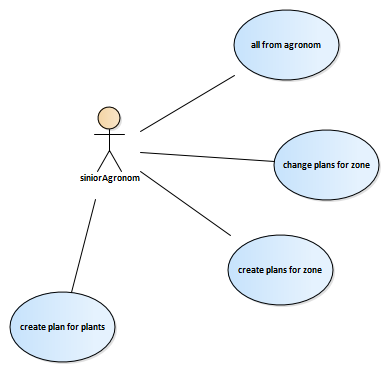 all from agronom
change plans for zone
siniorAgronom
create plans for zone
create plan for plants